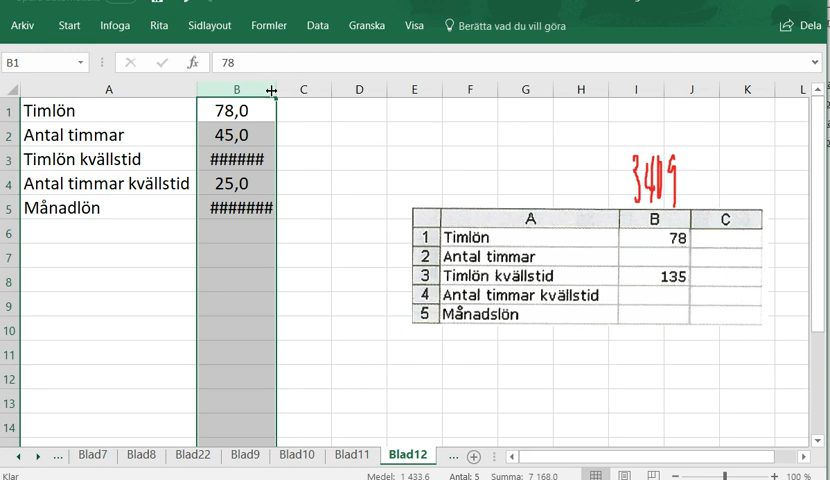 Arkiv Start Infoga Rita Sidlayout Formler Data Granska Visa Berätta vad du vill göra Dela
B1 fx 78
A B C D E F G H I J K L
1 Timlön 78,0
2 Antal timmar 45,0
3 Timlön kvällstid ######
4 Antal timmar kvällstid 25,0
5 Månadlön #######
6
7
8
9
10
11
12
13
14
3409
A B C
1 Timlön 78
2 Antal timmar
3 Timlön kvällstid 135
4 Antal timmar kvällstid
5 Månadslön
... Blad7 Blad8 Blad22 Blad9 Blad10 Blad11 Blad12 ...
Klar Medel: 1 433,6 Antal: 5 Summa: 7 168,0 100 %